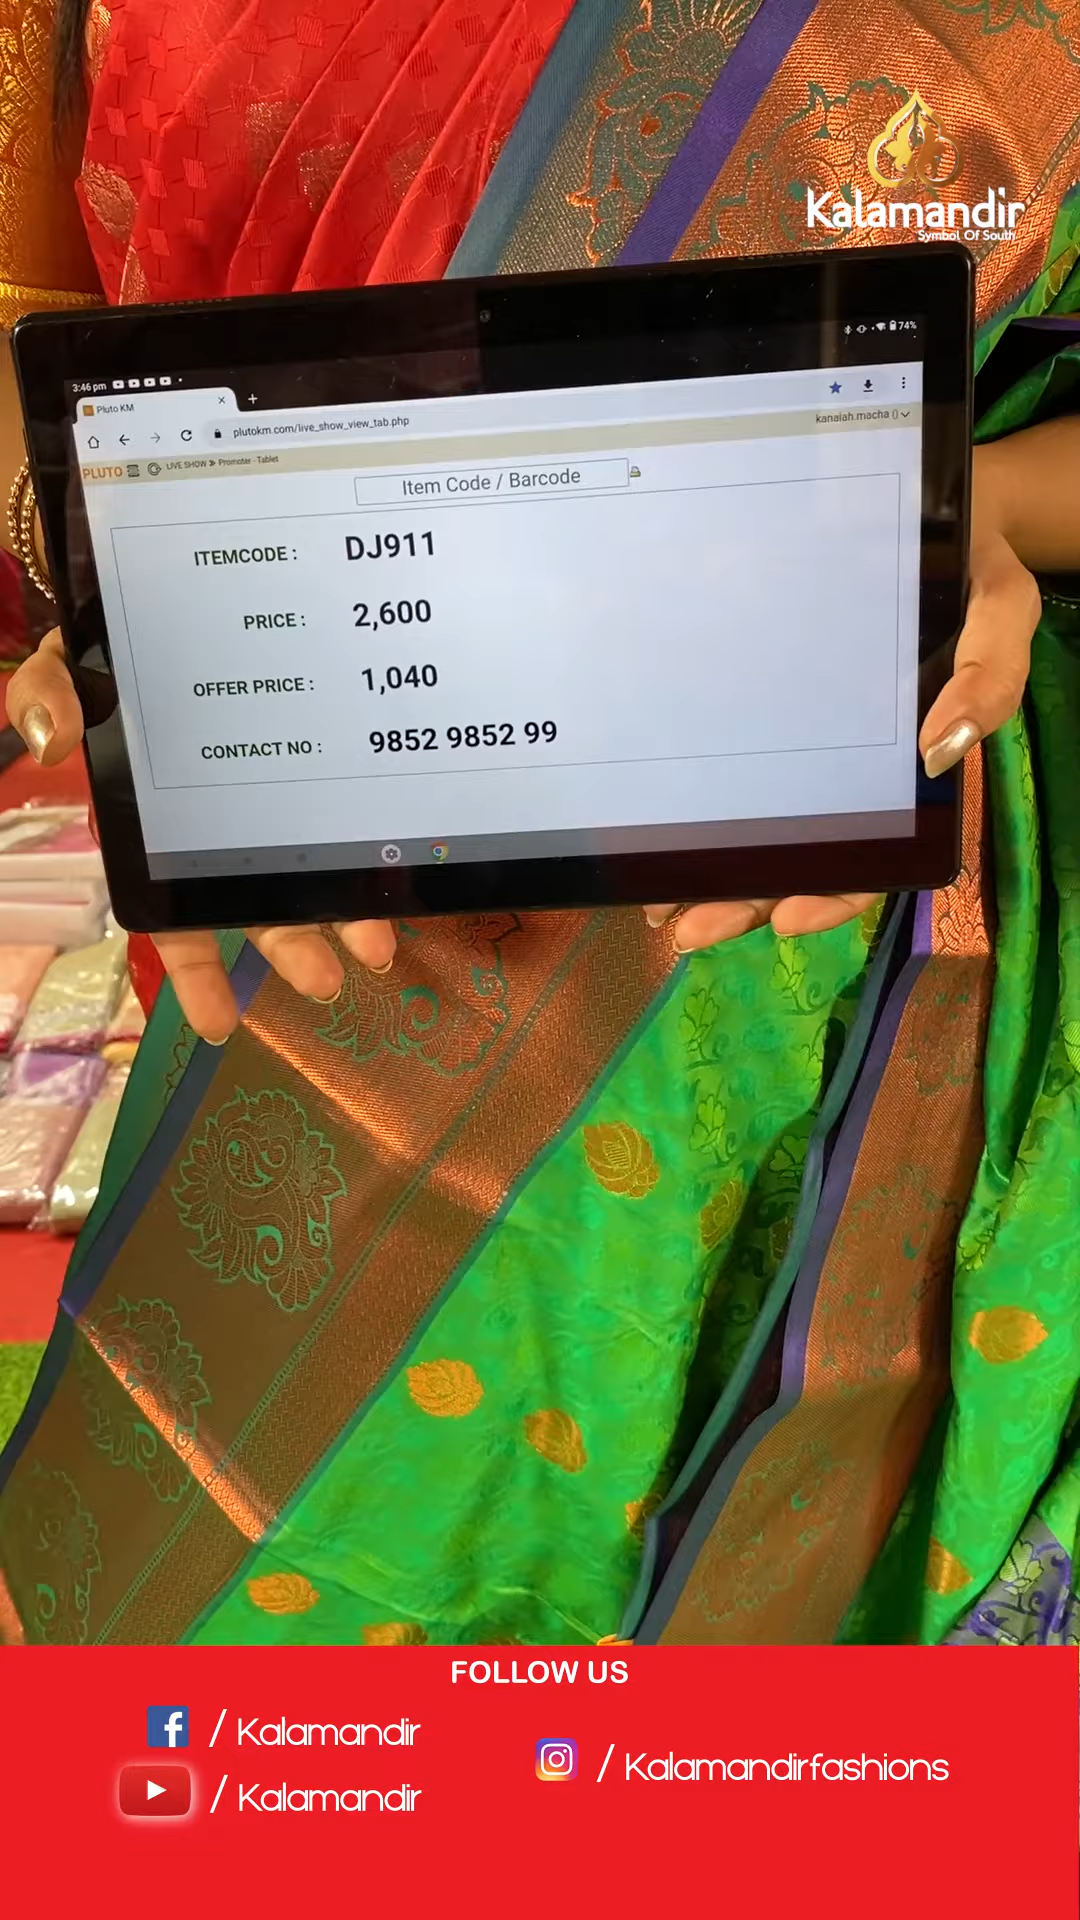 Kalamandir
Symbol Of South
3:46 pm
74%
Pluto KM
plutokm.com/live_show_view_tab.php
kanaiah.macha ()
PLUTO
LIVE SHOW
Promoter - Tablet
Item Code / Barcode
ITEMCODE : DJ911
PRICE : 2,600
OFFER PRICE : 1,040
CONTACT NO : 9852 9852 99
FOLLOW US
/ Kalamandir
/ Kalamandirfashions
/ Kalamandir